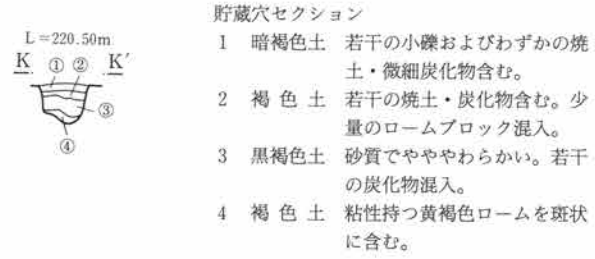 貯蔵穴セクション
L=220.50m
K K′
① ②
③
④
1 暗褐色土 若干の小礫およびわずかの焼
土・微細炭化物含む。
2 褐色土 若干の焼土・炭化物含む。少
量のロームブロック混入。
3 黒褐色土 砂質でやややわらかい。若干
の炭化物混入。
4 褐色土 粘性持つ黄褐色ロームを斑状
に含む。